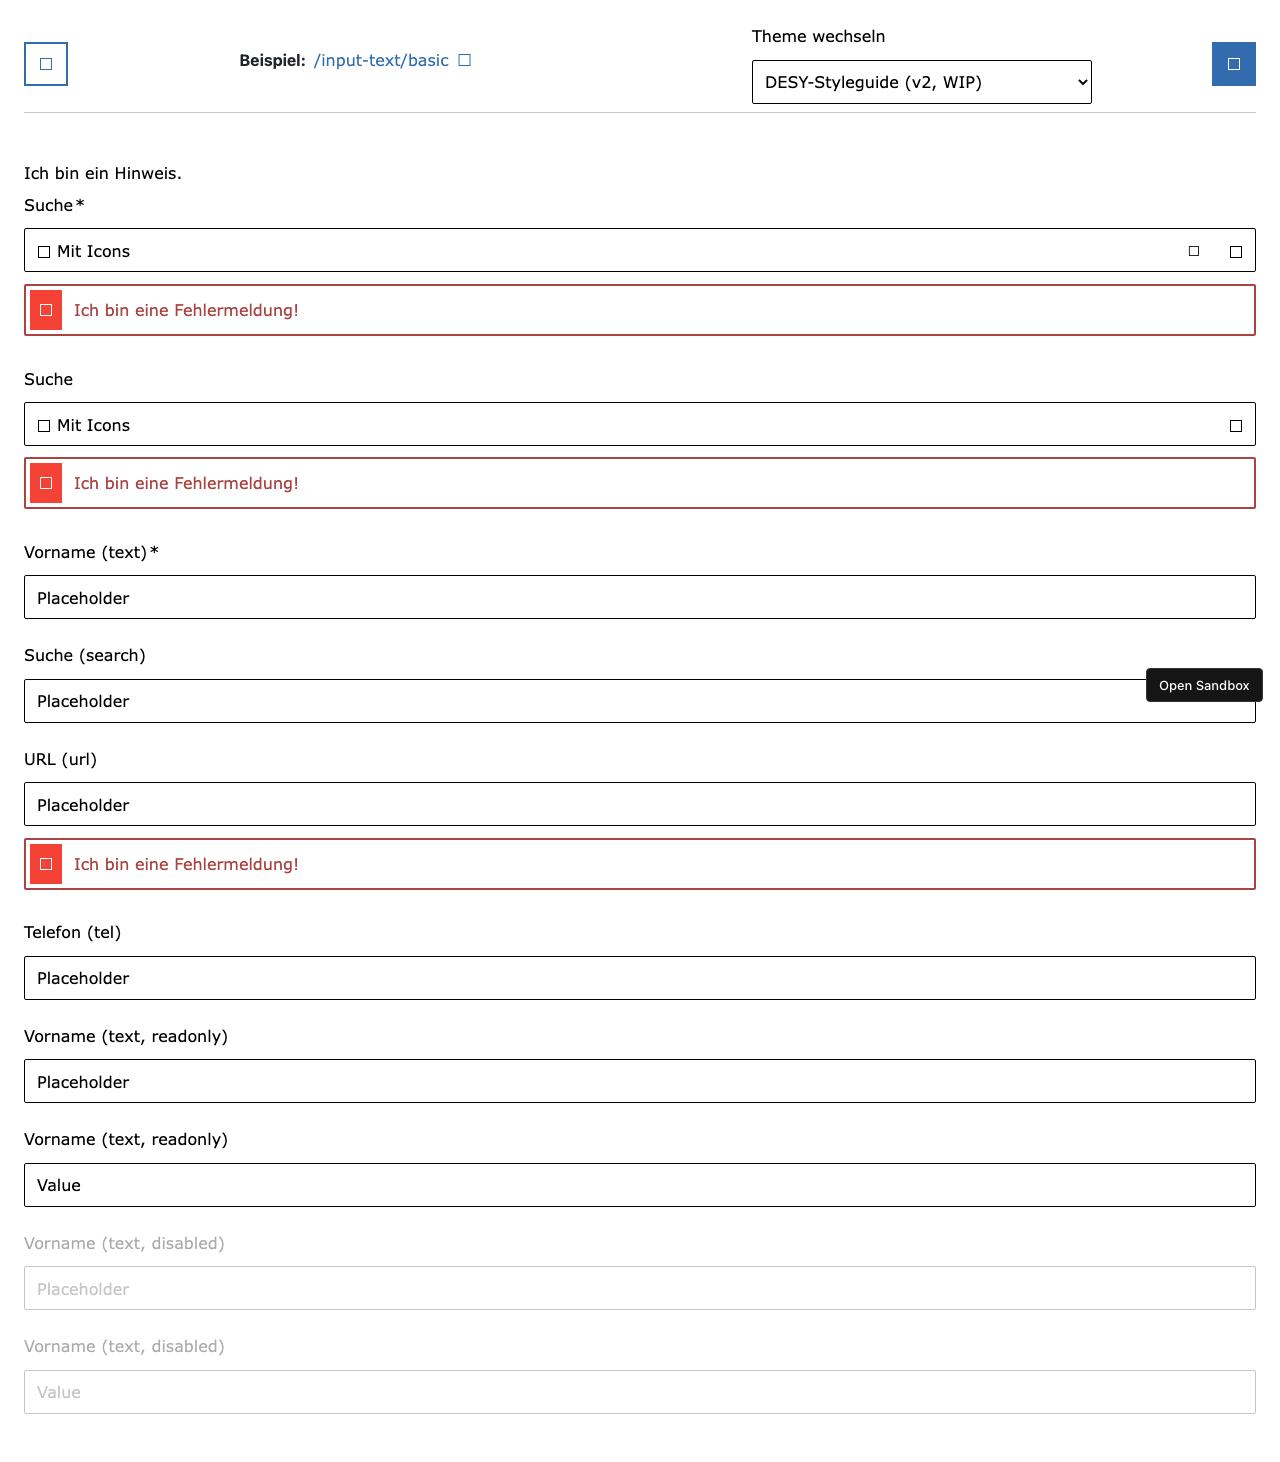 Theme wechseln
Beispiel: /input-text/basic
DESY-Styleguide (v2, WIP)
Ich bin ein Hinweis.
Suche*
Mit Icons
Ich bin eine Fehlermeldung!
Suche
Mit Icons
Ich bin eine Fehlermeldung!
Vorname (text)*
Placeholder
Suche (search)
Open Sandbox
Placeholder
URL (url)
Placeholder
Ich bin eine Fehlermeldung!
Telefon (tel)
Placeholder
Vorname (text, readonly)
Placeholder
Vorname (text, readonly)
Value
Vorname (text, disabled)
Placeholder
Vorname (text, disabled)
Value